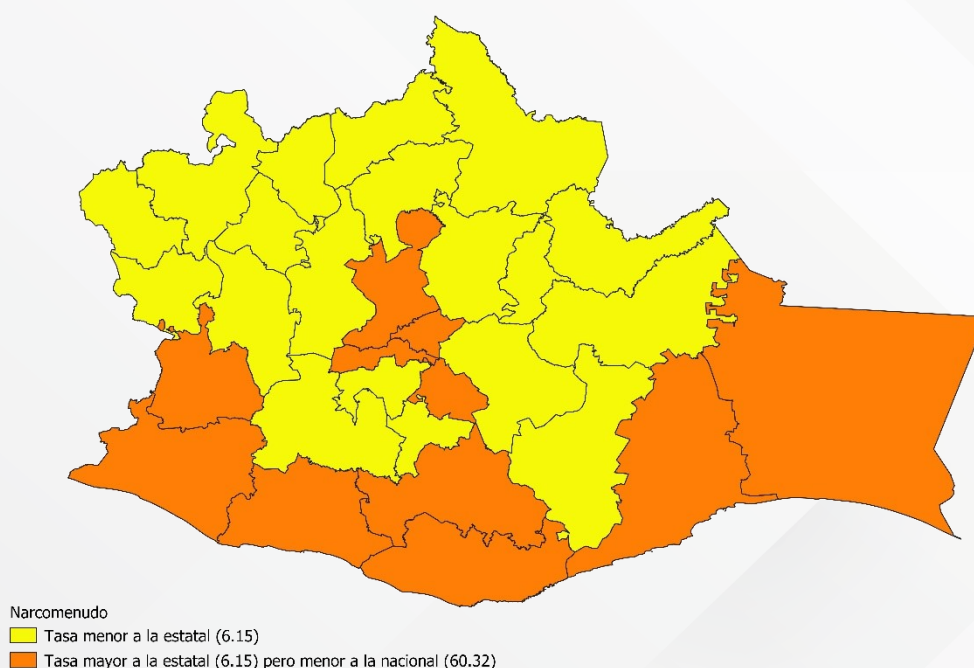 Narcomenudo
Tasa menor a la estatal (6.15)
Tasa mayor a la estatal (6.15) pero menor a la nacional (60.32)